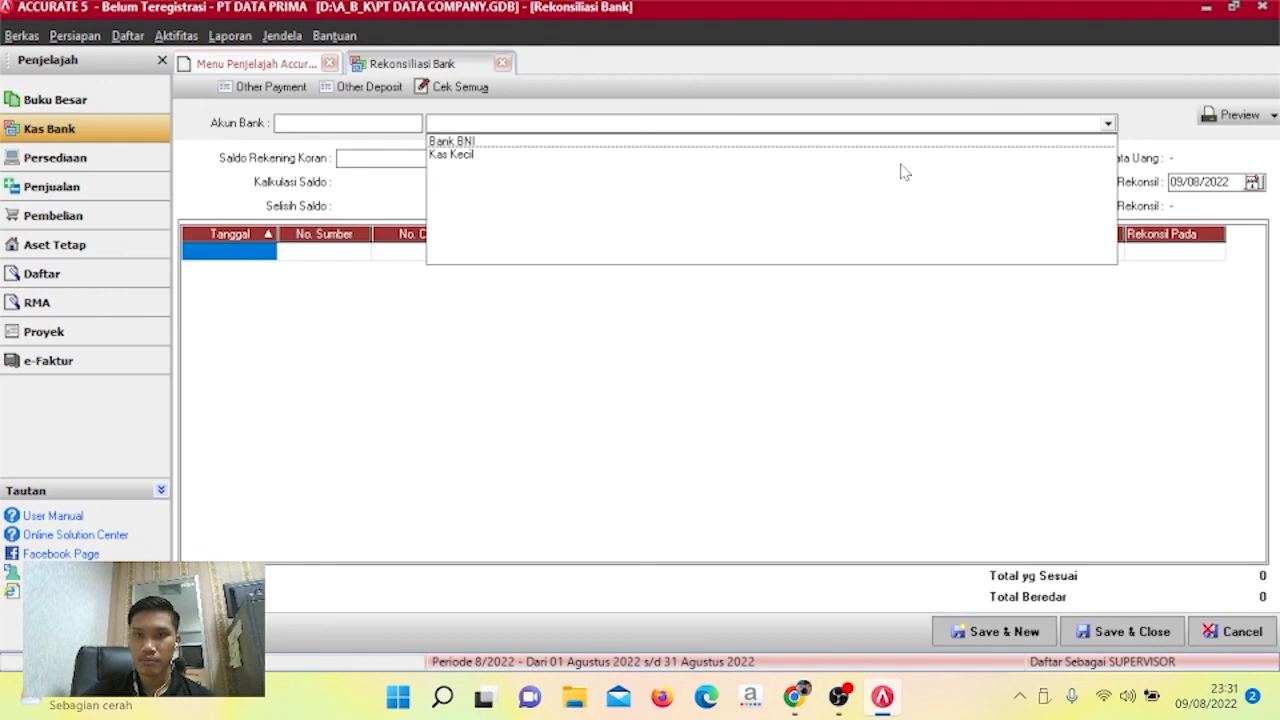 ACCURATE 5 - Belum Teregistrasi - PT DATA PRIMA [D:\A_B_K\PT DATA COMPANY.GDB] - [Rekonsiliasi Bank]
Berkas Persiapan Daftar Aktifitas Laporan Jendela Bantuan
Penjelajah
Menu Penjelajah Accur...
Rekonsiliasi Bank
Other Payment
Other Deposit
Cek Semua
Buku Besar
Kas Bank
Persediaan
Penjualan
Pembelian
Aset Tetap
Daftar
RMA
Proyek
e-Faktur
Akun Bank :
Preview
Bank BNI
Kas Kecil
Saldo Rekening Koran :
Kalkulasi Saldo :
Selisih Saldo :
ta Uang : -
Rekonsil : 09/08/2022
Rekonsil : -
Tanggal No. Sumber No. C Rekonsil Pada
Tautan
User Manual
Online Solution Center
Facebook Page
Total yg Sesuai 0
Total Beredar 0
Save & New
Save & Close
Cancel
Periode 8/2022 - Dari 01 Agustus 2022 s/d 31 Agustus 2022
Daftar Sebagai SUPERVISOR
Sebagian cerah
23:31
09/08/2022
2